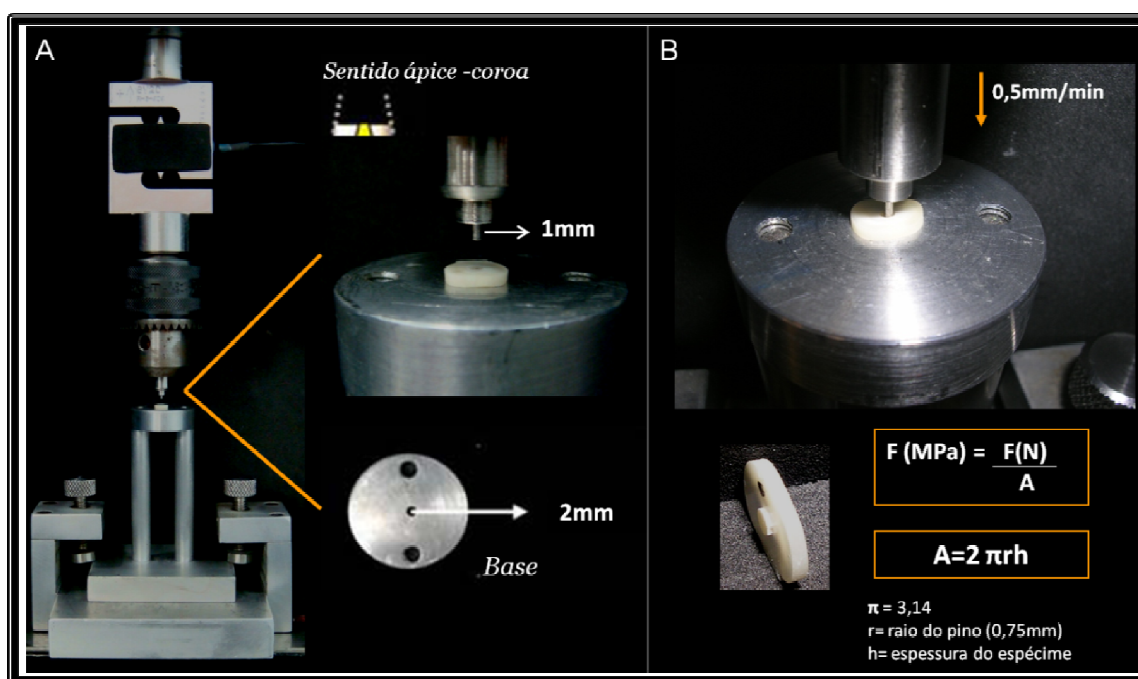 A
Sentido ápice -coroa
1mm
2mm
Base
B
0,5mm/min
F (MPa) = F(N)
A
A=2 πrh
π = 3,14
r= raio do pino (0,75mm)
h= espessura do espécime